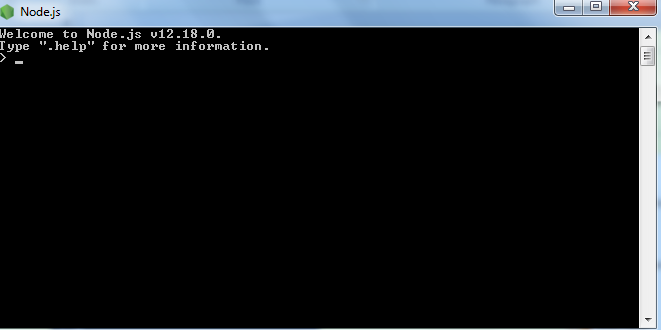 Node.js
Welcome to Node.js v12.18.0.
Type ".help" for more information.
> _